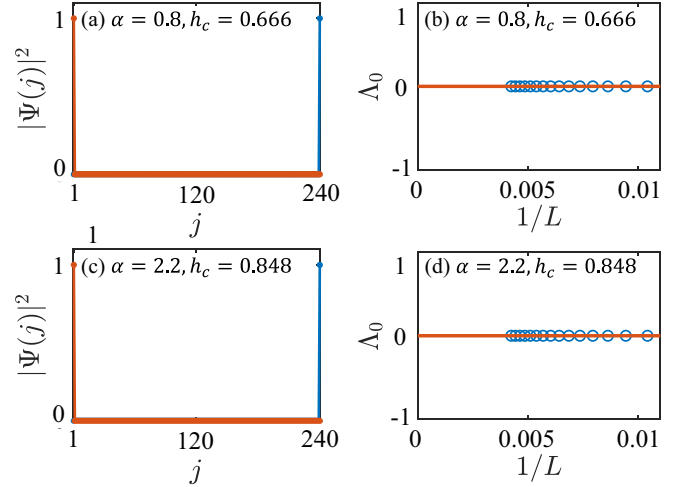 (a) α = 0.8, h_c = 0.666
1
|Ψ(j)|²
0
1 120 240
j
(b) α = 0.8, h_c = 0.666
1
Λ₀ 0
-1
0 0.005 0.01
1/L
1
(c) α = 2.2, h_c = 0.848
1
|Ψ(j)|²
0
1 120 240
j
(d) α = 2.2, h_c = 0.848
1
Λ₀ 0
-1
0 0.005 0.01
1/L